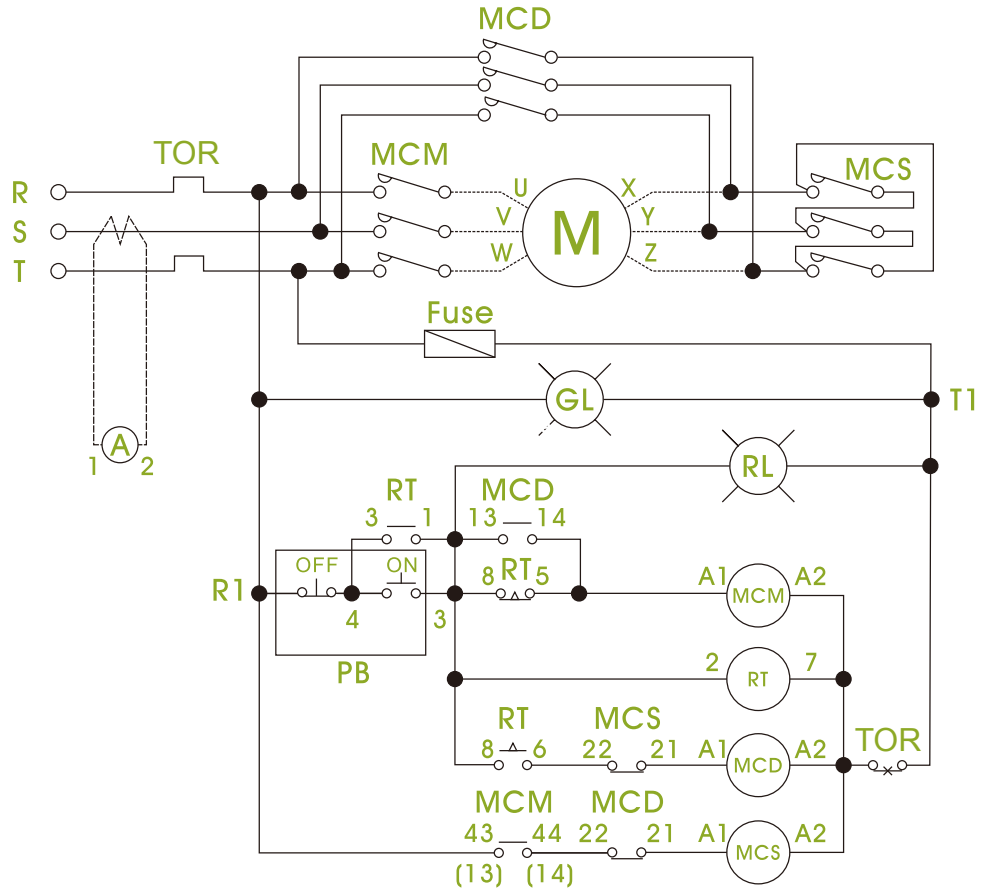 MCD
TOR
MCM
MCS
R
U
X
V
Y
S
M
W
Z
T
Fuse
GL
T1
A
1 2
RL
RT MCD
3 1 13 14
OFF ON
8 RT 5 A1 A2
R1
MCM
4 3
PB
2 7
RT
RT MCS
TOR
8 6 22 21 A1 A2
MCD
MCM MCD
43 44 22 21 A1 A2
MCS
(13) (14)